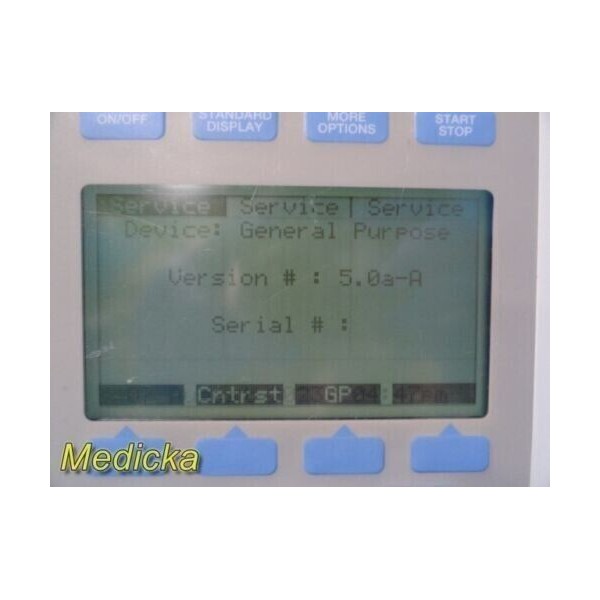 ON/OFF
STANDARD DISPLAY
MORE OPTIONS
START STOP
Service Service | Service
Device: General Purpose
Version # : 5.0a-A
Serial # :
Cntrst GP
Medicka